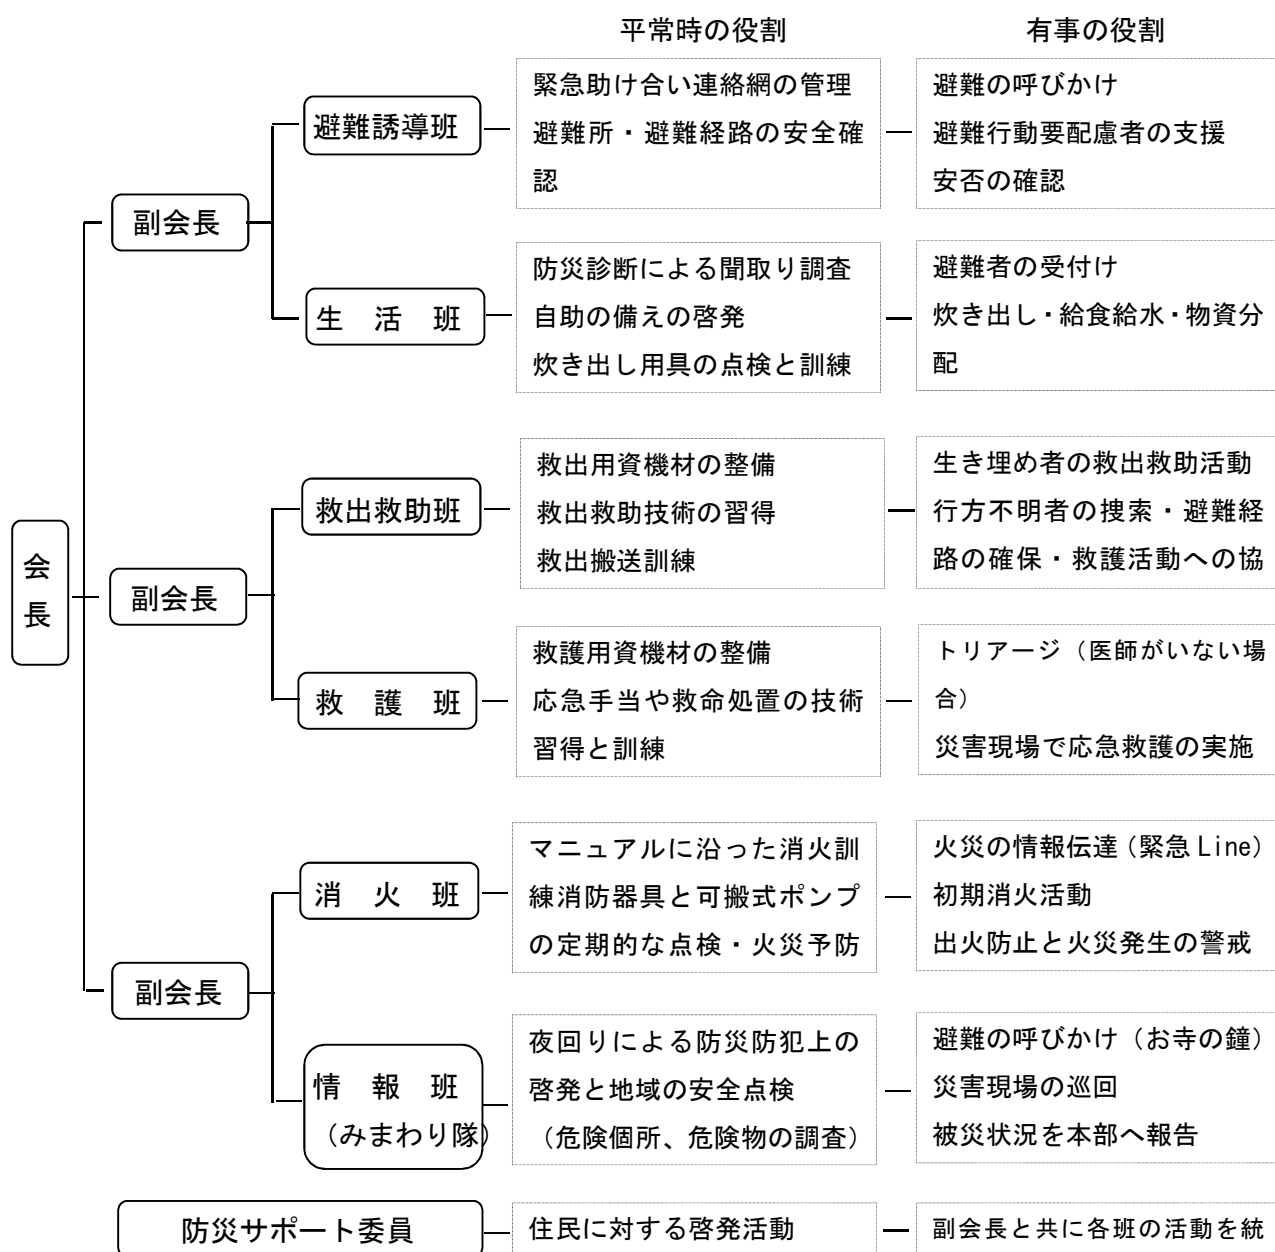 平常時の役割
有事の役割
会
長
副会長
避難誘導班
緊急助け合い連絡網の管理
避難所・避難経路の安全確
認
避難の呼びかけ
避難行動要配慮者の支援
安否の確認
生　活　班
防災診断による聞取り調査
自助の備えの啓発
炊き出し用具の点検と訓練
避難者の受付け
炊き出し・給食給水・物資分
配
副会長
救出救助班
救出用資機材の整備
救出救助技術の習得
救出搬送訓練
生き埋め者の救出救助活動
行方不明者の捜索・避難経
路の確保・救護活動への協
救　護　班
救護用資機材の整備
応急手当や救命処置の技術
習得と訓練
トリアージ（医師がいない場
合）
災害現場で応急救護の実施
副会長
消　火　班
マニュアルに沿った消火訓
練消防器具と可搬式ポンプ
の定期的な点検・火災予防
火災の情報伝達（緊急Line）
初期消火活動
出火防止と火災発生の警戒
情　報　班
（みまわり隊）
夜回りによる防災防犯上の
啓発と地域の安全点検
（危険個所、危険物の調査）
避難の呼びかけ（お寺の鐘）
災害現場の巡回
被災状況を本部へ報告
防災サポート委員
住民に対する啓発活動
副会長と共に各班の活動を統